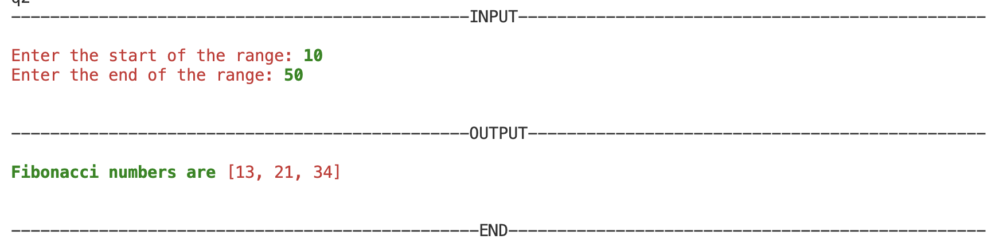 q2
-----------------------------------------------INPUT------------------------------------------------
Enter the start of the range: 10
Enter the end of the range: 50
-----------------------------------------------OUTPUT-----------------------------------------------
Fibonacci numbers are [13, 21, 34]
------------------------------------------------END-------------------------------------------------